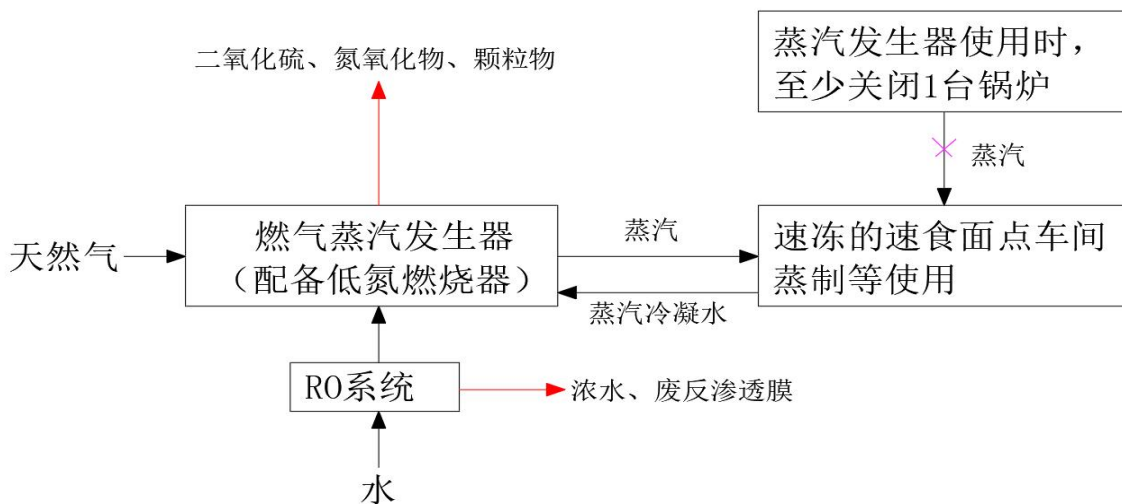 蒸汽发生器使用时，
至少关闭1台锅炉
二氧化硫、氮氧化物、颗粒物
蒸汽
天然气
燃气蒸汽发生器
（配备低氮燃烧器）
蒸汽
速冻的速食面点车间
蒸制等使用
蒸汽冷凝水
RO系统
浓水、废反渗透膜
水